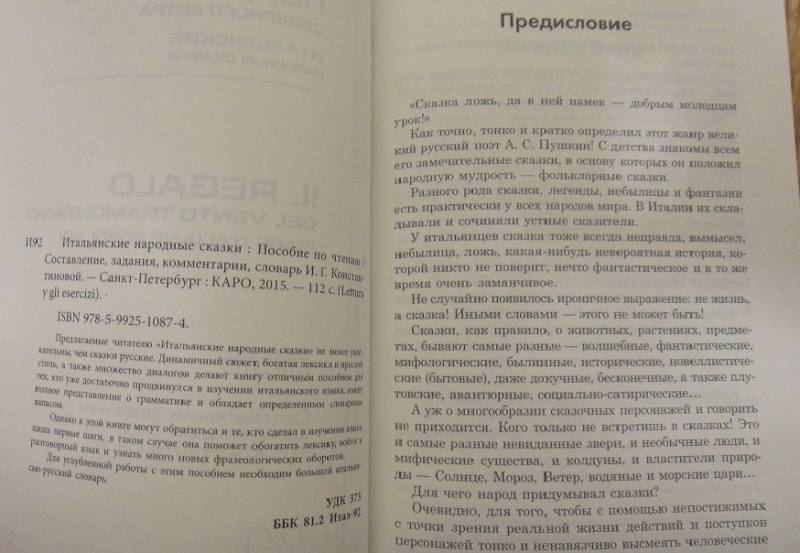 СЕВЕРНОГО ВЕТРА
ИТАЛЬЯНСКИЕ
НАРОДНЫЕ СКАЗКИ
IL REGALO
DEL VENTO TRAMONTANO
И92 Итальянские народные сказки : Пособие по чтению /
Составление, задания, комментарии, словарь И. Г. Констан-
тиновой. — Санкт-Петербург : КАРО, 2015. — 112 с. (Lettura
y gli esercizi).
ISBN 978-5-9925-1087-4.
Предлагаемые читателю «Итальянские народные сказки» не менее увле-
кательны, чем сказки русские. Динамичный сюжет, богатая лексика и простой
стиль, а также множество диалогов делают книгу отличным пособием для
тех, кто уже достаточно продвинулся в изучении итальянского языка, имеет
полное представление о грамматике и обладает определенным словарным
запасом.
Однако к этой книге могут обратиться и те, кто сделал в изучении языка
лишь первые шаги, в таком случае она поможет обогатить лексику, войти в
разговорный язык и узнать много новых фразеологических оборотов.
Для углубленной работы с этим пособием необходим большой italья-
ско-русский словарь.
УДК 373
ББК 81.2 Итал-92
Предисловие
«Сказка ложь, да в ней намек — добрым молодцам
урок!»
Как точно, тонко и кратко определил этот жанр вели-
кий русский поэт А. С. Пушкин! С детства знакомы всем
его замечательные сказки, в основу которых он положил
народную мудрость — фольклорные сказки.
Разного рода сказки, легенды, небылицы и фантазии
есть практически у всех народов мира. В Италии их скла-
дывали и сочиняли устные сказители.
У итальянцев сказка тоже всегда неправда, вымысел,
небылица, ложь, какая-нибудь невероятная история, ко-
торой никто не поверит, нечто фантастическое и в то же
время очень заманчивое.
Не случайно появилось ироничное выражение: не жизнь,
а сказка! Иными словами — этого не может быть!
Сказки, как правило, о животных, растениях, предме-
тах, бывают самые разные — волшебные, фантастические,
мифологические, былинные, исторические, новеллистиче-
ские (бытовые), даже докучные, бесконечные, а также плу-
товские, авантюрные, социально-сатирические...
А уж о многообразии сказочных персонажей и говорить
не приходится. Кого только не встретишь в сказках! Это
и самые разные невиданные звери, и необычные люди, и
мифические существа, и колдуны, и властители приро-
ды — Солнце, Мороз, Ветер, водяные и морские цари...
Для чего народ придумывал сказки?
Очевидно, для того, чтобы с помощью непостижимых
с точки зрения реальной жизни действий и поступков
персонажей тонко и ненавязчиво высмеять человеческие